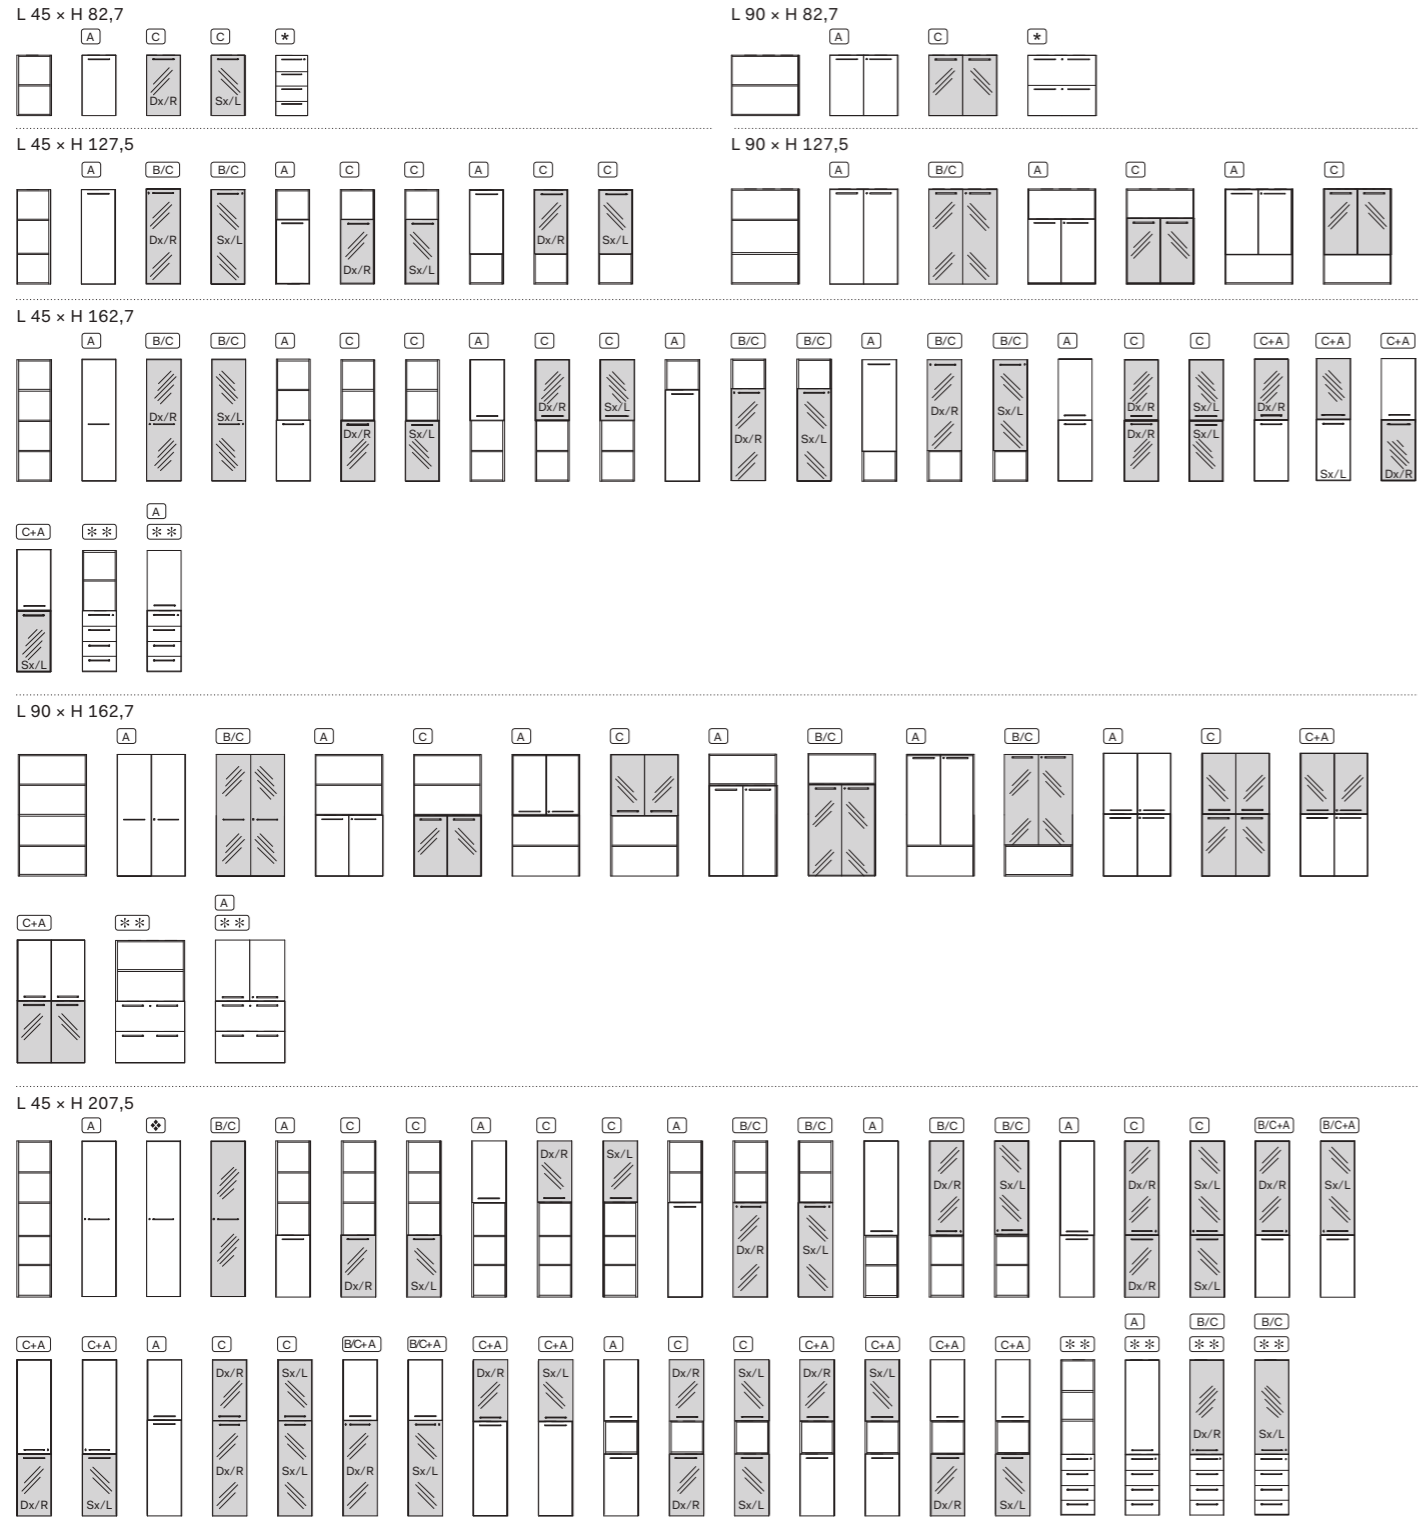 L 45 × H 82,7
A C C *
Dx/R Sx/L
L 90 × H 82,7
A C *
L 45 × H 127,5
A B/C B/C A C C A C C
Dx/R Sx/L Dx/R Sx/L Dx/R Sx/L
L 90 × H 127,5
A B/C A C A C
L 45 × H 162,7
A B/C B/C A C C A C C A B/C B/C A B/C B/C A C C C+A C+A C+A
Dx/R Sx/L Dx/R Sx/L Dx/R Sx/L Dx/R Sx/L Dx/R Sx/L Dx/R Sx/L Dx/R
Dx/R Sx/L Sx/L Dx/R
A
C+A ** **
Sx/L
L 90 × H 162,7
A B/C A C A C A B/C A B/C A C C+A
A
C+A ** **
L 45 × H 207,5
A ❖ B/C A C C A C C A B/C B/C A B/C B/C A C C B/C+A B/C+A
Dx/R Sx/L Dx/R Sx/L Dx/R Sx/L Dx/R Sx/L Dx/R Sx/L Dx/R Sx/L
Dx/R Sx/L
A B/C B/C
C+A C+A A C C B/C+A B/C+A C+A C+A A C C C+A C+A C+A C+A ** ** ** **
Dx/R Sx/L Dx/R Sx/L Dx/R Sx/L Dx/R Sx/L
Dx/R Sx/L
Dx/R Sx/L Dx/R Sx/L
Dx/R Sx/L Dx/R Sx/L Dx/R Sx/L